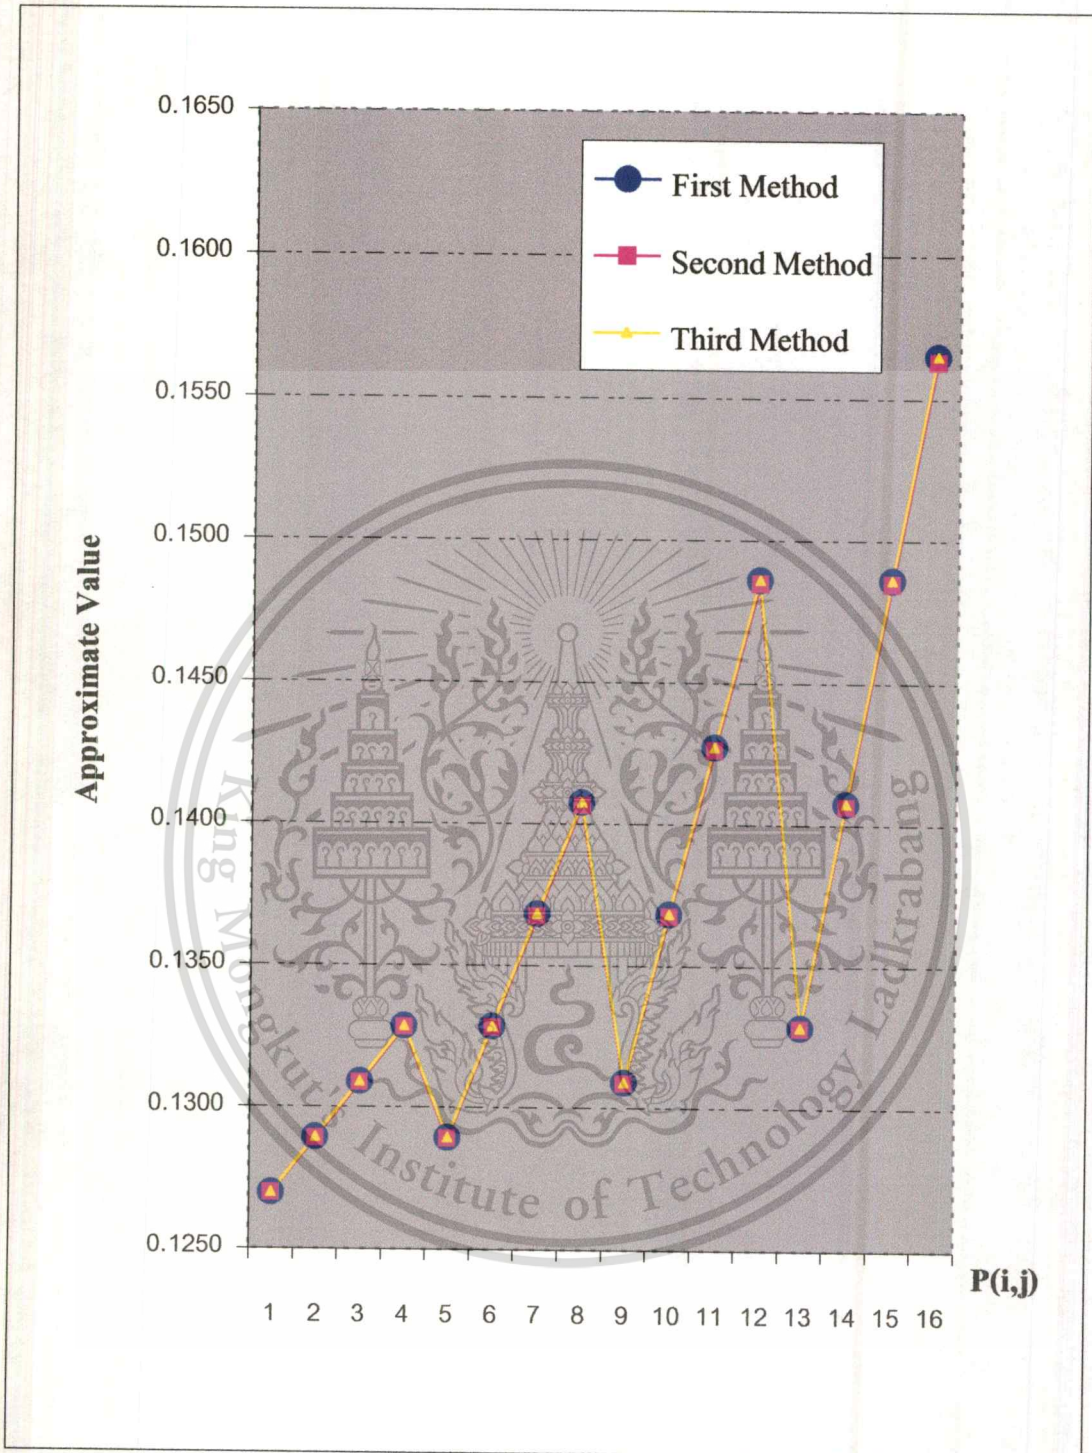 0.1650
0.1600
0.1550
0.1500
0.1450
0.1400
0.1350
0.1300
0.1250
Approximate Value
First Method
Second Method
Third Method
1 2 3 4 5 6 7 8 9 10 11 12 13 14 15 16
P(i,j)
King Mongkut's Institute of Technology Ladkrabang